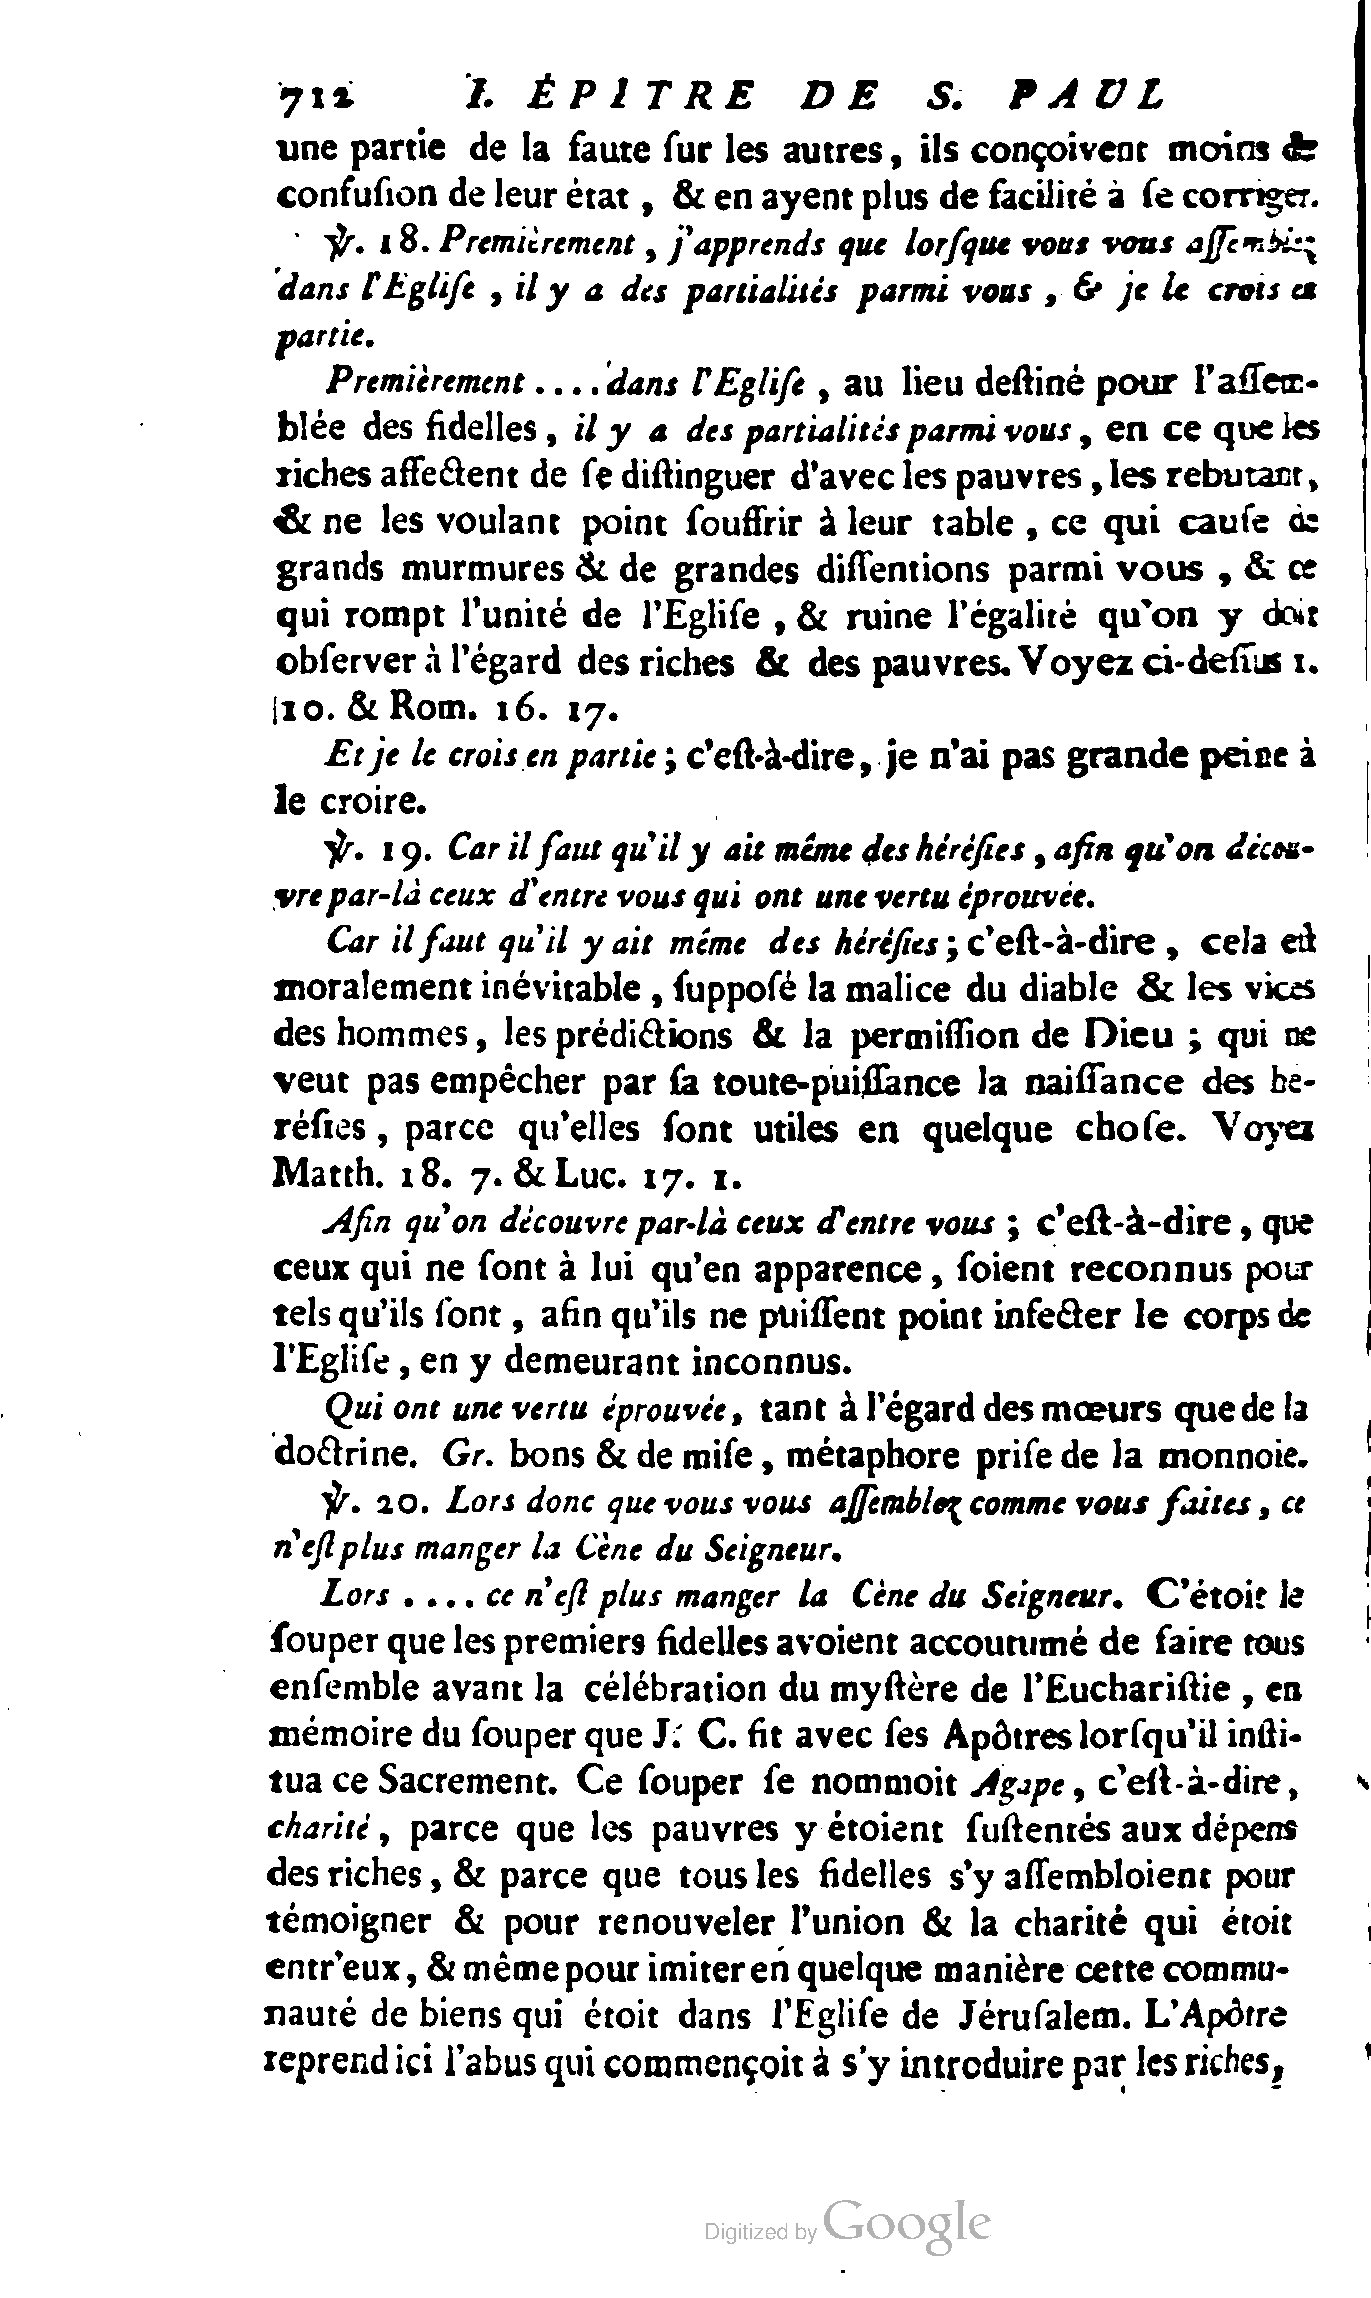 712 I. ÉPITRE DE S. PAUL
une partie de la faute ſur les autres, ils conçoivent moins de
confuſion de leur état, & en ayent plus de facilité à ſe corriger.
℣. 18. Premièrement, j'apprends que lorſque vous vous aſſemblez
dans l'Egliſe, il y a des partialités parmi vous, & je le crois en
partie.
Premièrement .... dans l'Egliſe, au lieu deſtiné pour l'aſſem-
blée des fidelles, il y a des partialités parmi vous, en ce que les
riches affectent de ſe diſtinguer d'avec les pauvres, les rebutant,
& ne les voulant point ſouffrir à leur table, ce qui cauſe de
grands murmures & de grandes diſſentions parmi vous, & ce
qui rompt l'unité de l'Egliſe, & ruine l'égalité qu'on y doit
obſerver à l'égard des riches & des pauvres. Voyez ci-deſſus 1.
10. & Rom. 16. 17.
Et je le crois en partie; c'eſt-à-dire, je n'ai pas grande peine à
le croire.
℣. 19. Car il faut qu'il y ait même des héréſies, afin qu'on décou-
vre par-là ceux d'entre vous qui ont une vertu éprouvée.
Car il faut qu'il y ait même des héréſies; c'eſt-à-dire, cela eſt
moralement inévitable, ſuppoſé la malice du diable & les vices
des hommes, les prédictions & la permiſſion de Dieu; qui ne
veut pas empêcher par ſa toute-puiſſance la naiſſance des hé-
réſies, parce qu'elles ſont utiles en quelque choſe. Voyez
Matth. 18. 7. & Luc. 17. 1.
Afin qu'on découvre par-là ceux d'entre vous; c'eſt-à-dire, que
ceux qui ne ſont à lui qu'en apparence, ſoient reconnus pour
tels qu'ils ſont, afin qu'ils ne puiſſent point infecter le corps de
l'Egliſe, en y demeurant inconnus.
Qui ont une vertu éprouvée, tant à l'égard des mœurs que de la
doctrine. Gr. bons & de miſe, métaphore priſe de la monnoie.
℣. 20. Lors donc que vous vous aſſemblez comme vous faites, ce
n'eſt plus manger la Cène du Seigneur.
Lors .... ce n'eſt plus manger la Cène du Seigneur. C'étoit le
ſouper que les premiers fidelles avoient accoutumé de faire tous
enſemble avant la célébration du myſtère de l'Euchariſtie, en
mémoire du ſouper que J. C. fit avec ſes Apôtres lorſqu'il inſti-
tua ce Sacrement. Ce ſouper ſe nommoit Agape, c'eſt-à-dire,
charité, parce que les pauvres y étoient ſuſtentés aux dépens
des riches, & parce que tous les fidelles s'y aſſembloient pour
témoigner & pour renouveler l'union & la charité qui étoit
entr'eux, & même pour imiter en quelque manière cette commu-
nauté de biens qui étoit dans l'Egliſe de Jéruſalem. L'Apôtre
reprend ici l'abus qui commençoit à s'y introduire par les riches,
Digitized by Google